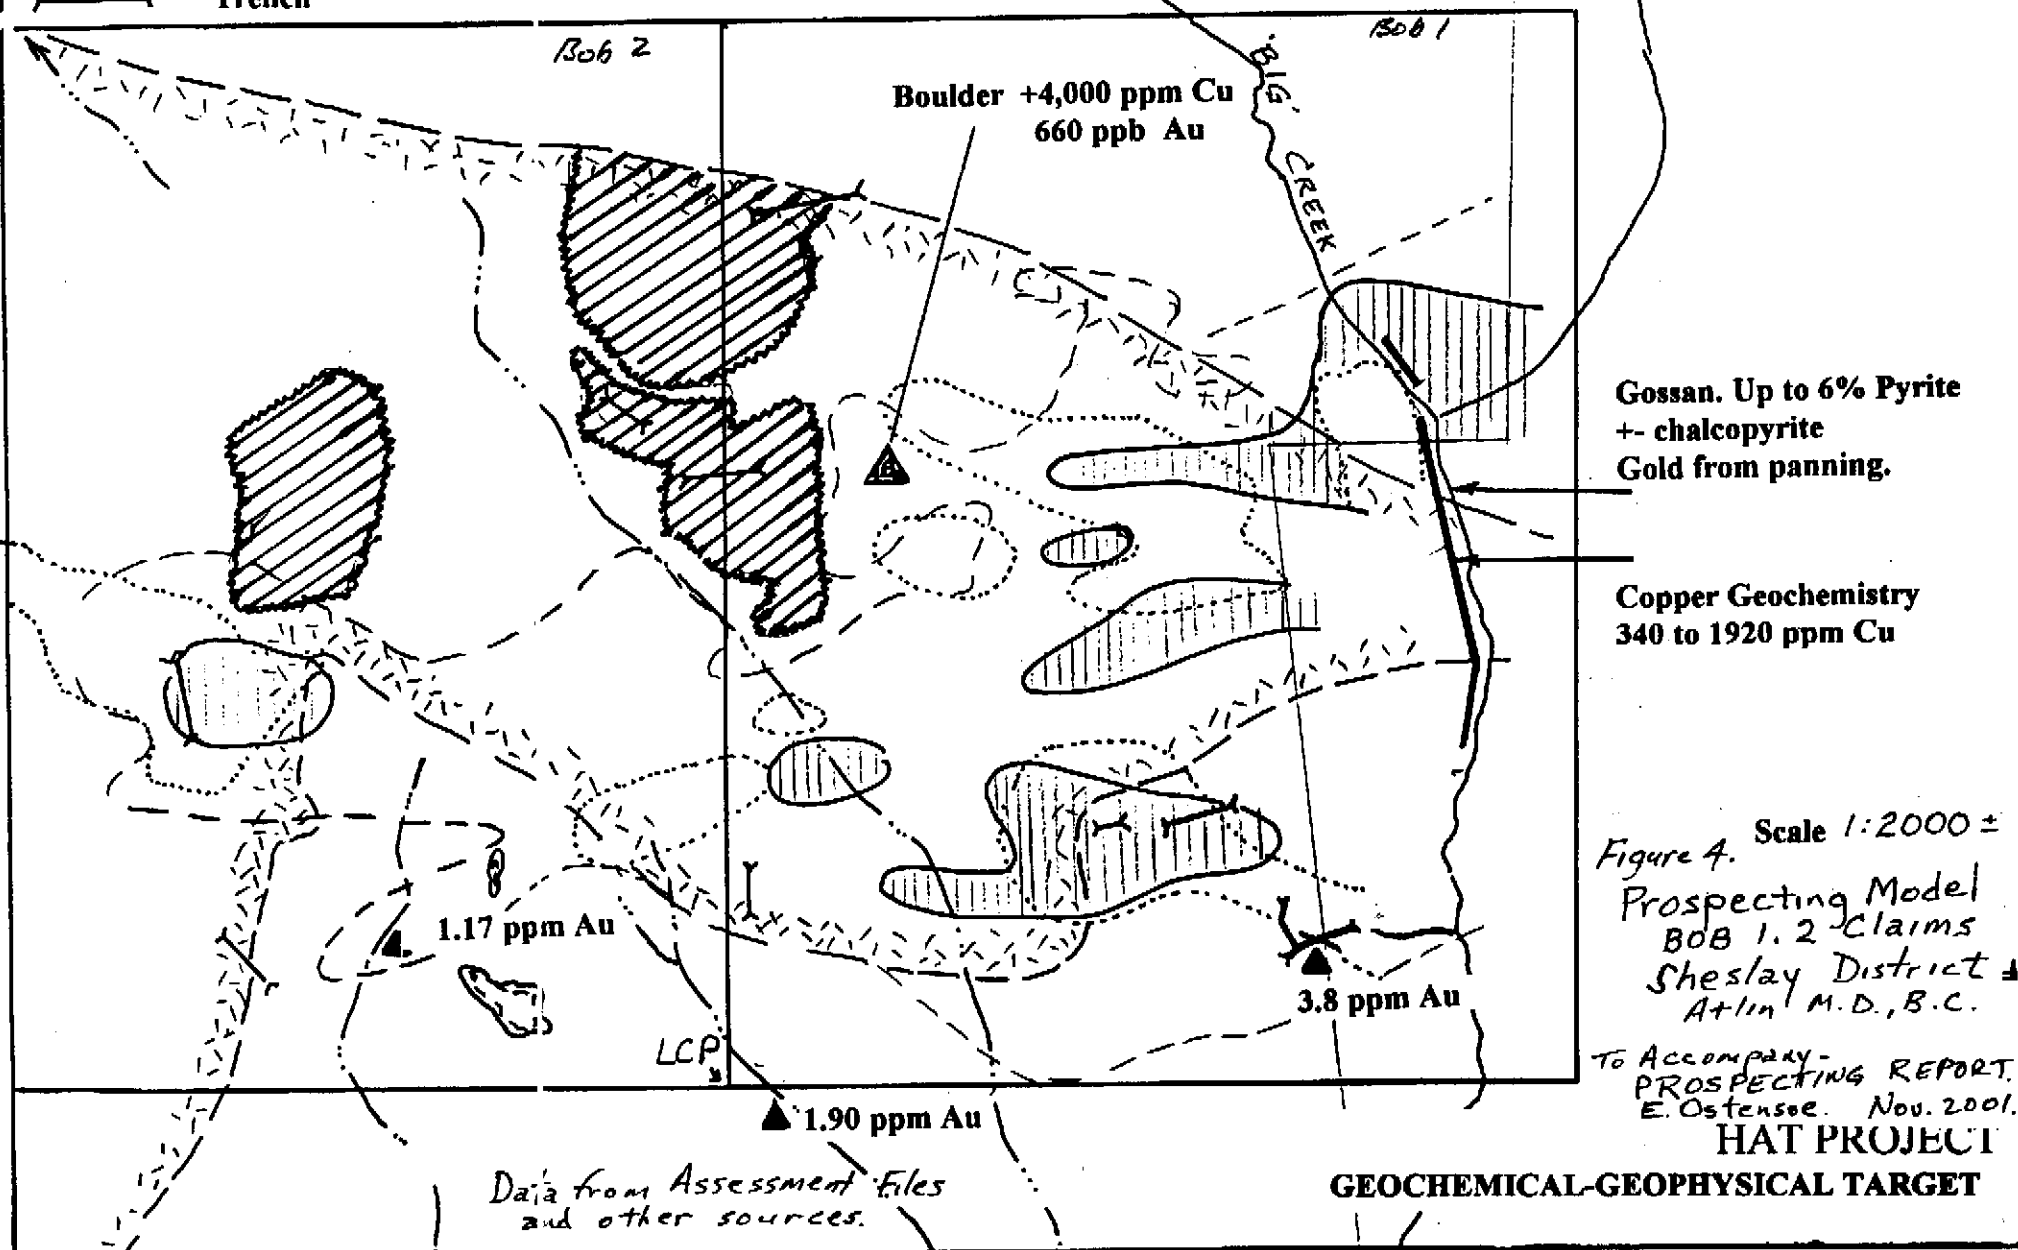 Trench
Bob 2
Bob 1
Boulder +4,000 ppm Cu
660 ppb Au
BIG
CREEK
Gossan. Up to 6% Pyrite
+- chalcopyrite
Gold from panning.
Copper Geochemistry
340 to 1920 ppm Cu
1.17 ppm Au
3.8 ppm Au
LCP
1.90 ppm Au
Scale 1:2000 ±
Figure 4.
Prospecting Model
BOB 1.2 Claims
Sheslay District
Atlin M.D., B.C.
To Accompany-
PROSPECTING REPORT.
E. Ostensoe. Nov. 2001.
HAT PROJECT
GEOCHEMICAL-GEOPHYSICAL TARGET
Data from Assessment Files
and other sources.